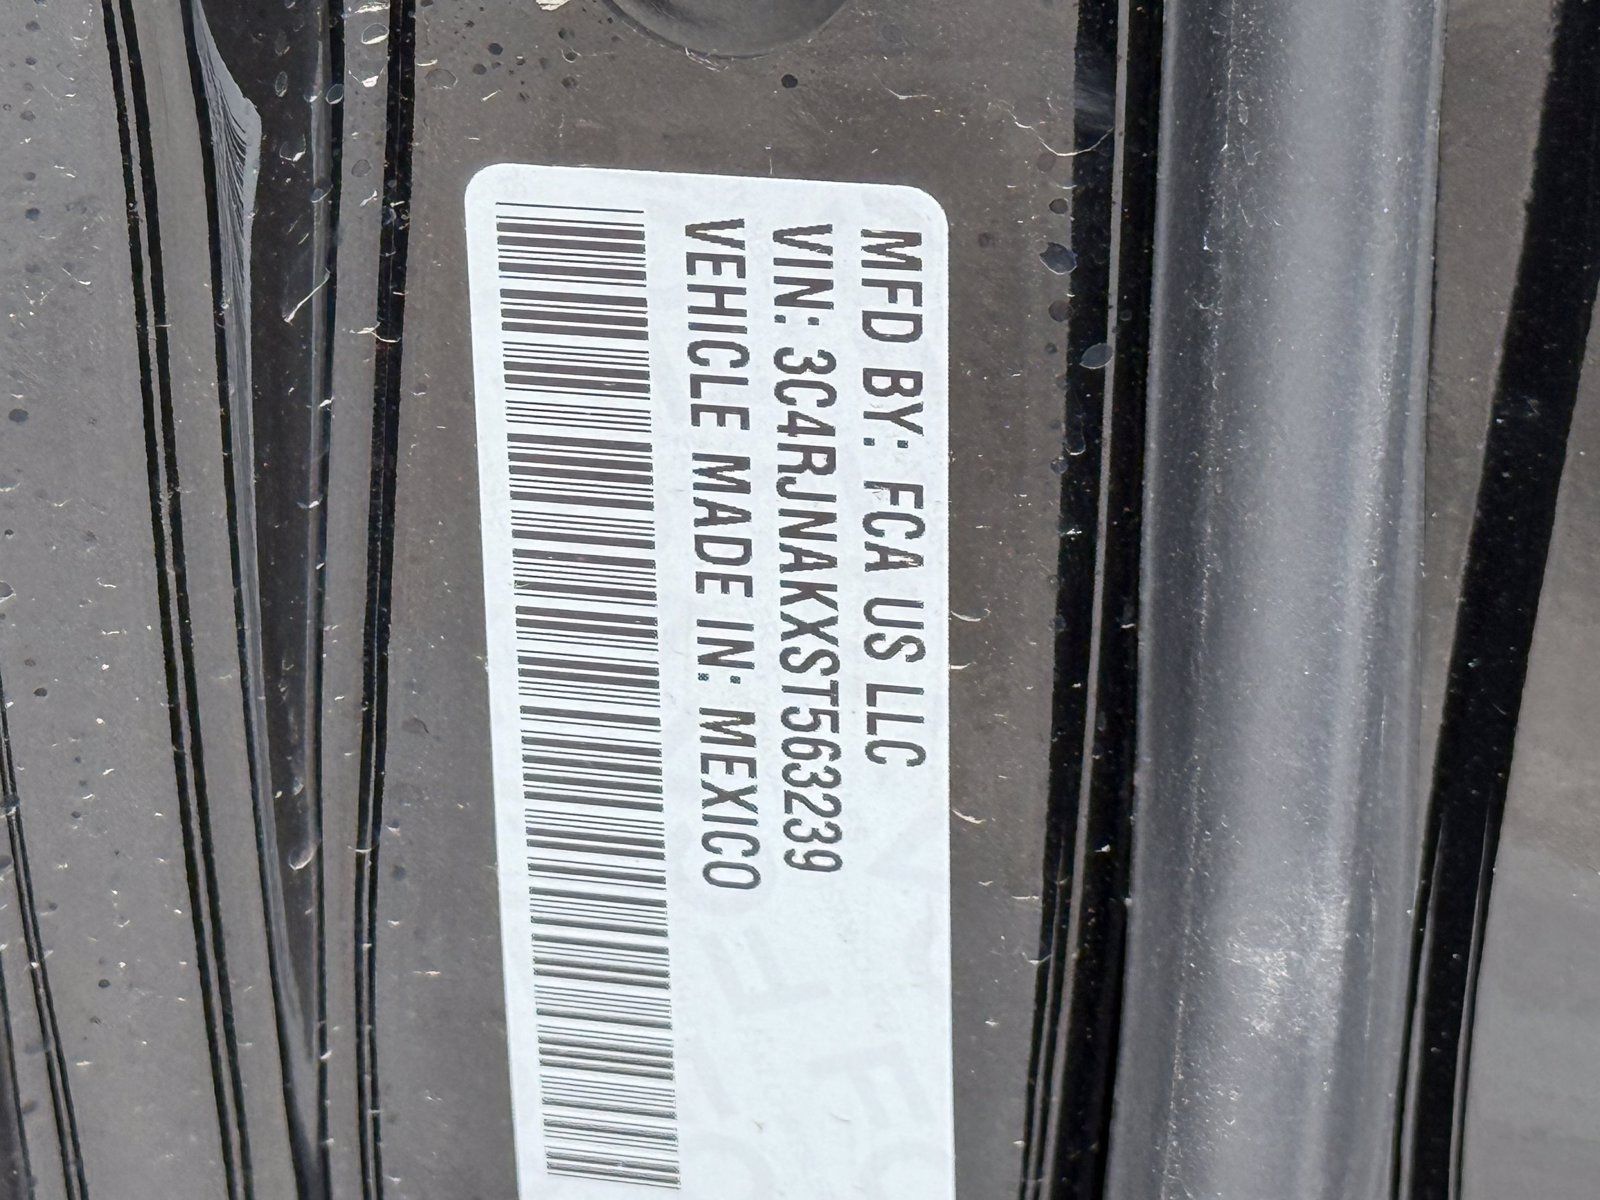 MFD BY: FCA US LLC
VIN: 3C4RJNAKXST563239
VEHICLE MADE IN: MEXICO